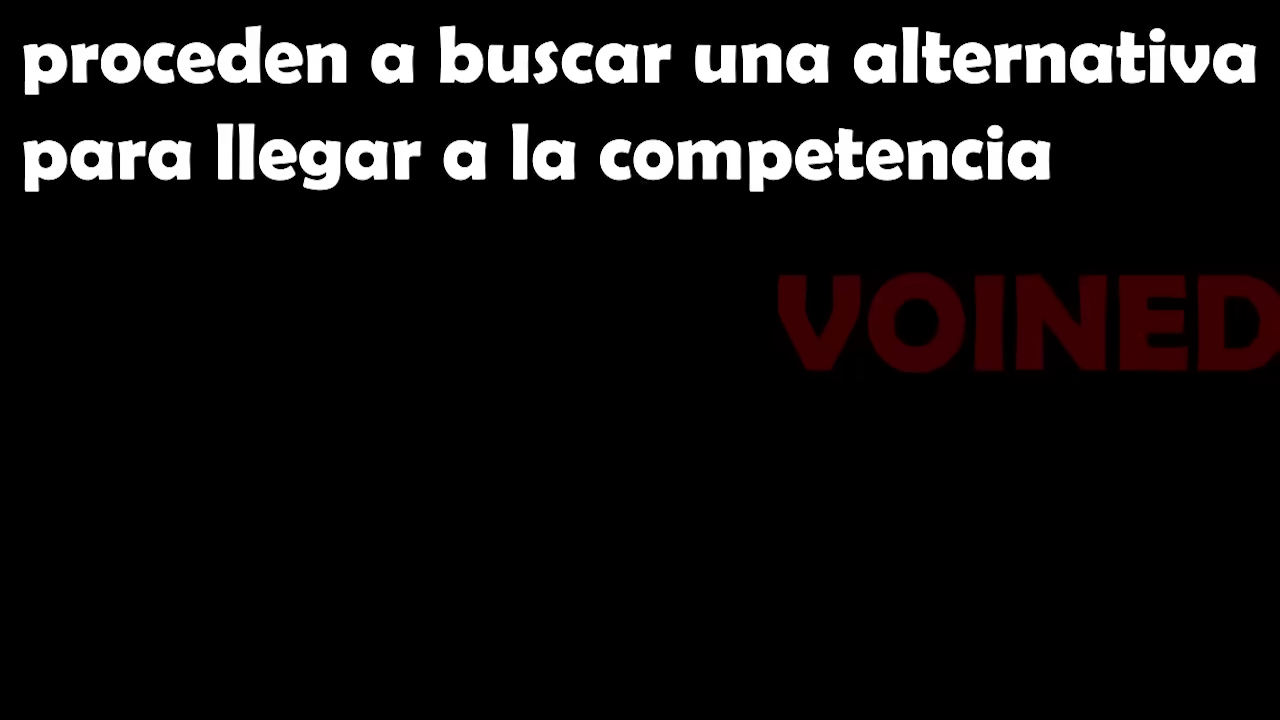 proceden a buscar una alternativa
para llegar a la competencia
VOINED